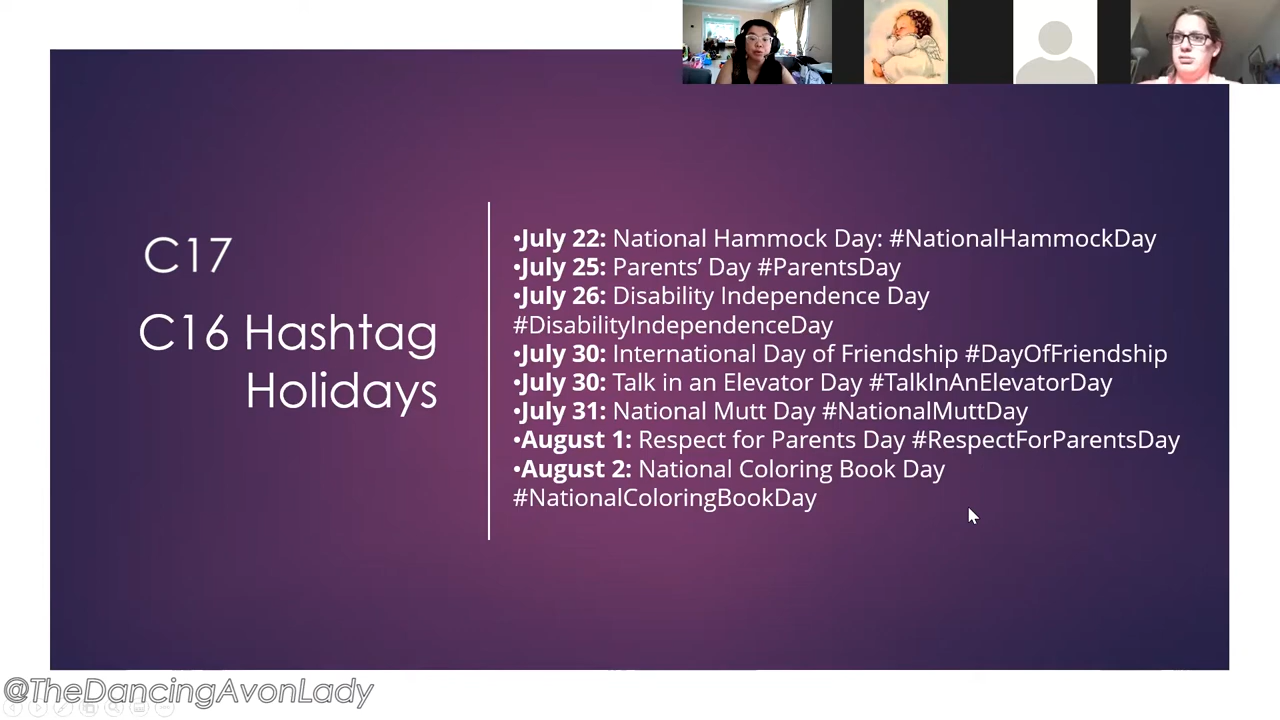 C17
C16 Hashtag
Holidays
•July 22: National Hammock Day: #NationalHammockDay
•July 25: Parents’ Day #ParentsDay
•July 26: Disability Independence Day
#DisabilityIndependenceDay
•July 30: International Day of Friendship #DayOfFriendship
•July 30: Talk in an Elevator Day #TalkInAnElevatorDay
•July 31: National Mutt Day #NationalMuttDay
•August 1: Respect for Parents Day #RespectForParentsDay
•August 2: National Coloring Book Day
#NationalColoringBookDay
@TheDancingAvonLady